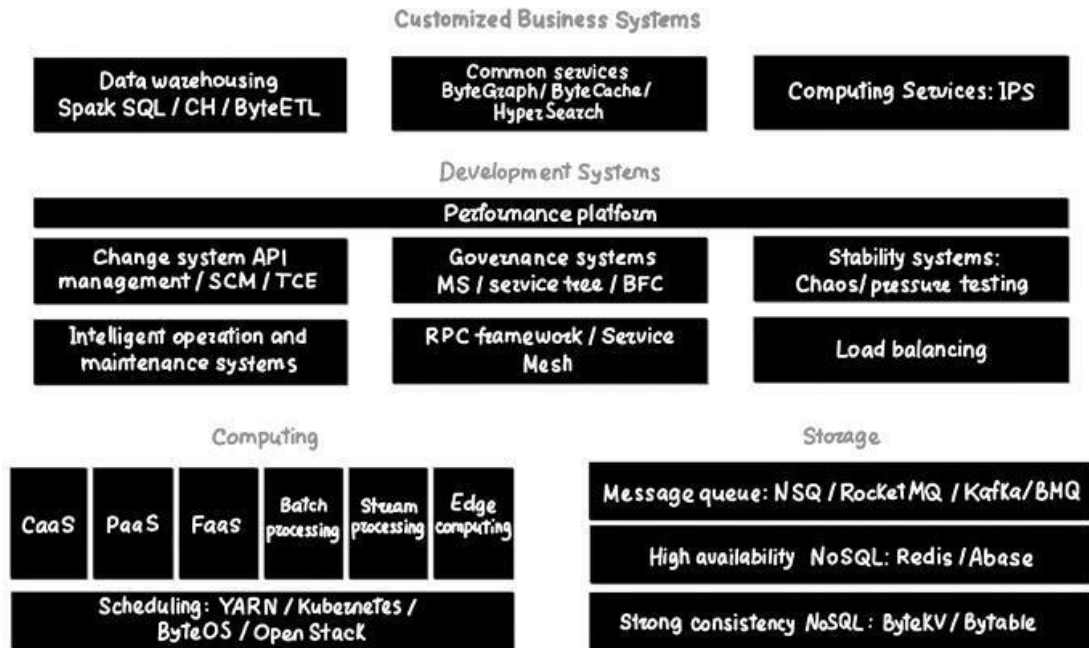 Customized Business Systems
Data warehousing
Spark SQL / CH / ByteETL
Common services
ByteGraph / ByteCache /
HyperSearch
Computing Services: IPS
Development Systems
Performance platform
Change system API
management / SCM / TCE
Governance systems
MS / service tree / BFC
Stability systems:
Chaos/pressure testing
Intelligent operation and
maintenance systems
RPC framework / Service
Mesh
Load balancing
Computing
CaaS
PaaS
Faas
Batch
processing
Stream
processing
Edge
computing
Scheduling: YARN / Kubernetes /
ByteOS / Open Stack
Storage
Message queue: NSQ / RocketMQ / Kafka/BMQ
High availability NoSQL: Redis / Abase
Strong consistency NoSQL: ByteKV / Bytable